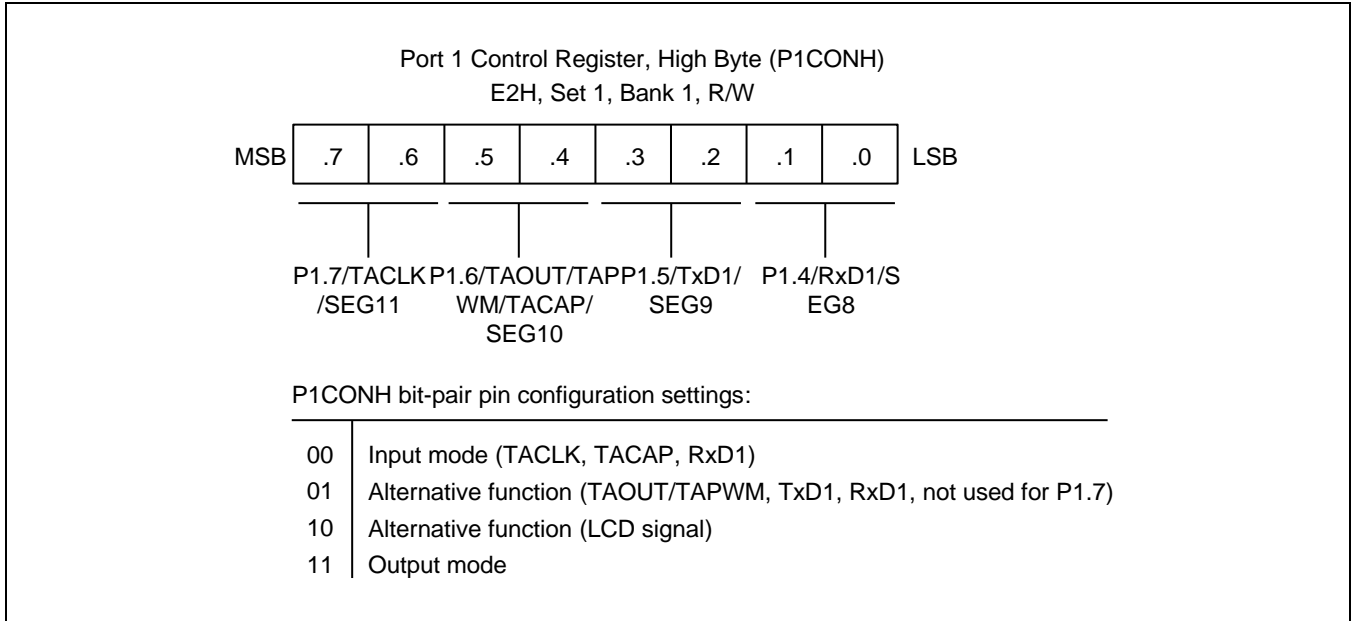 Port 1 Control Register, High Byte (P1CONH)
E2H, Set 1, Bank 1, R/W
MSB .7 .6 .5 .4 .3 .2 .1 .0 LSB
P1.7/TACLK P1.6/TAOUT/TAP P1.5/TxD1/ P1.4/RxD1/S
/SEG11 WM/TACAP/ SEG9 EG8
SEG10
P1CONH bit-pair pin configuration settings:
00 Input mode (TACLK, TACAP, RxD1)
01 Alternative function (TAOUT/TAPWM, TxD1, RxD1, not used for P1.7)
10 Alternative function (LCD signal)
11 Output mode